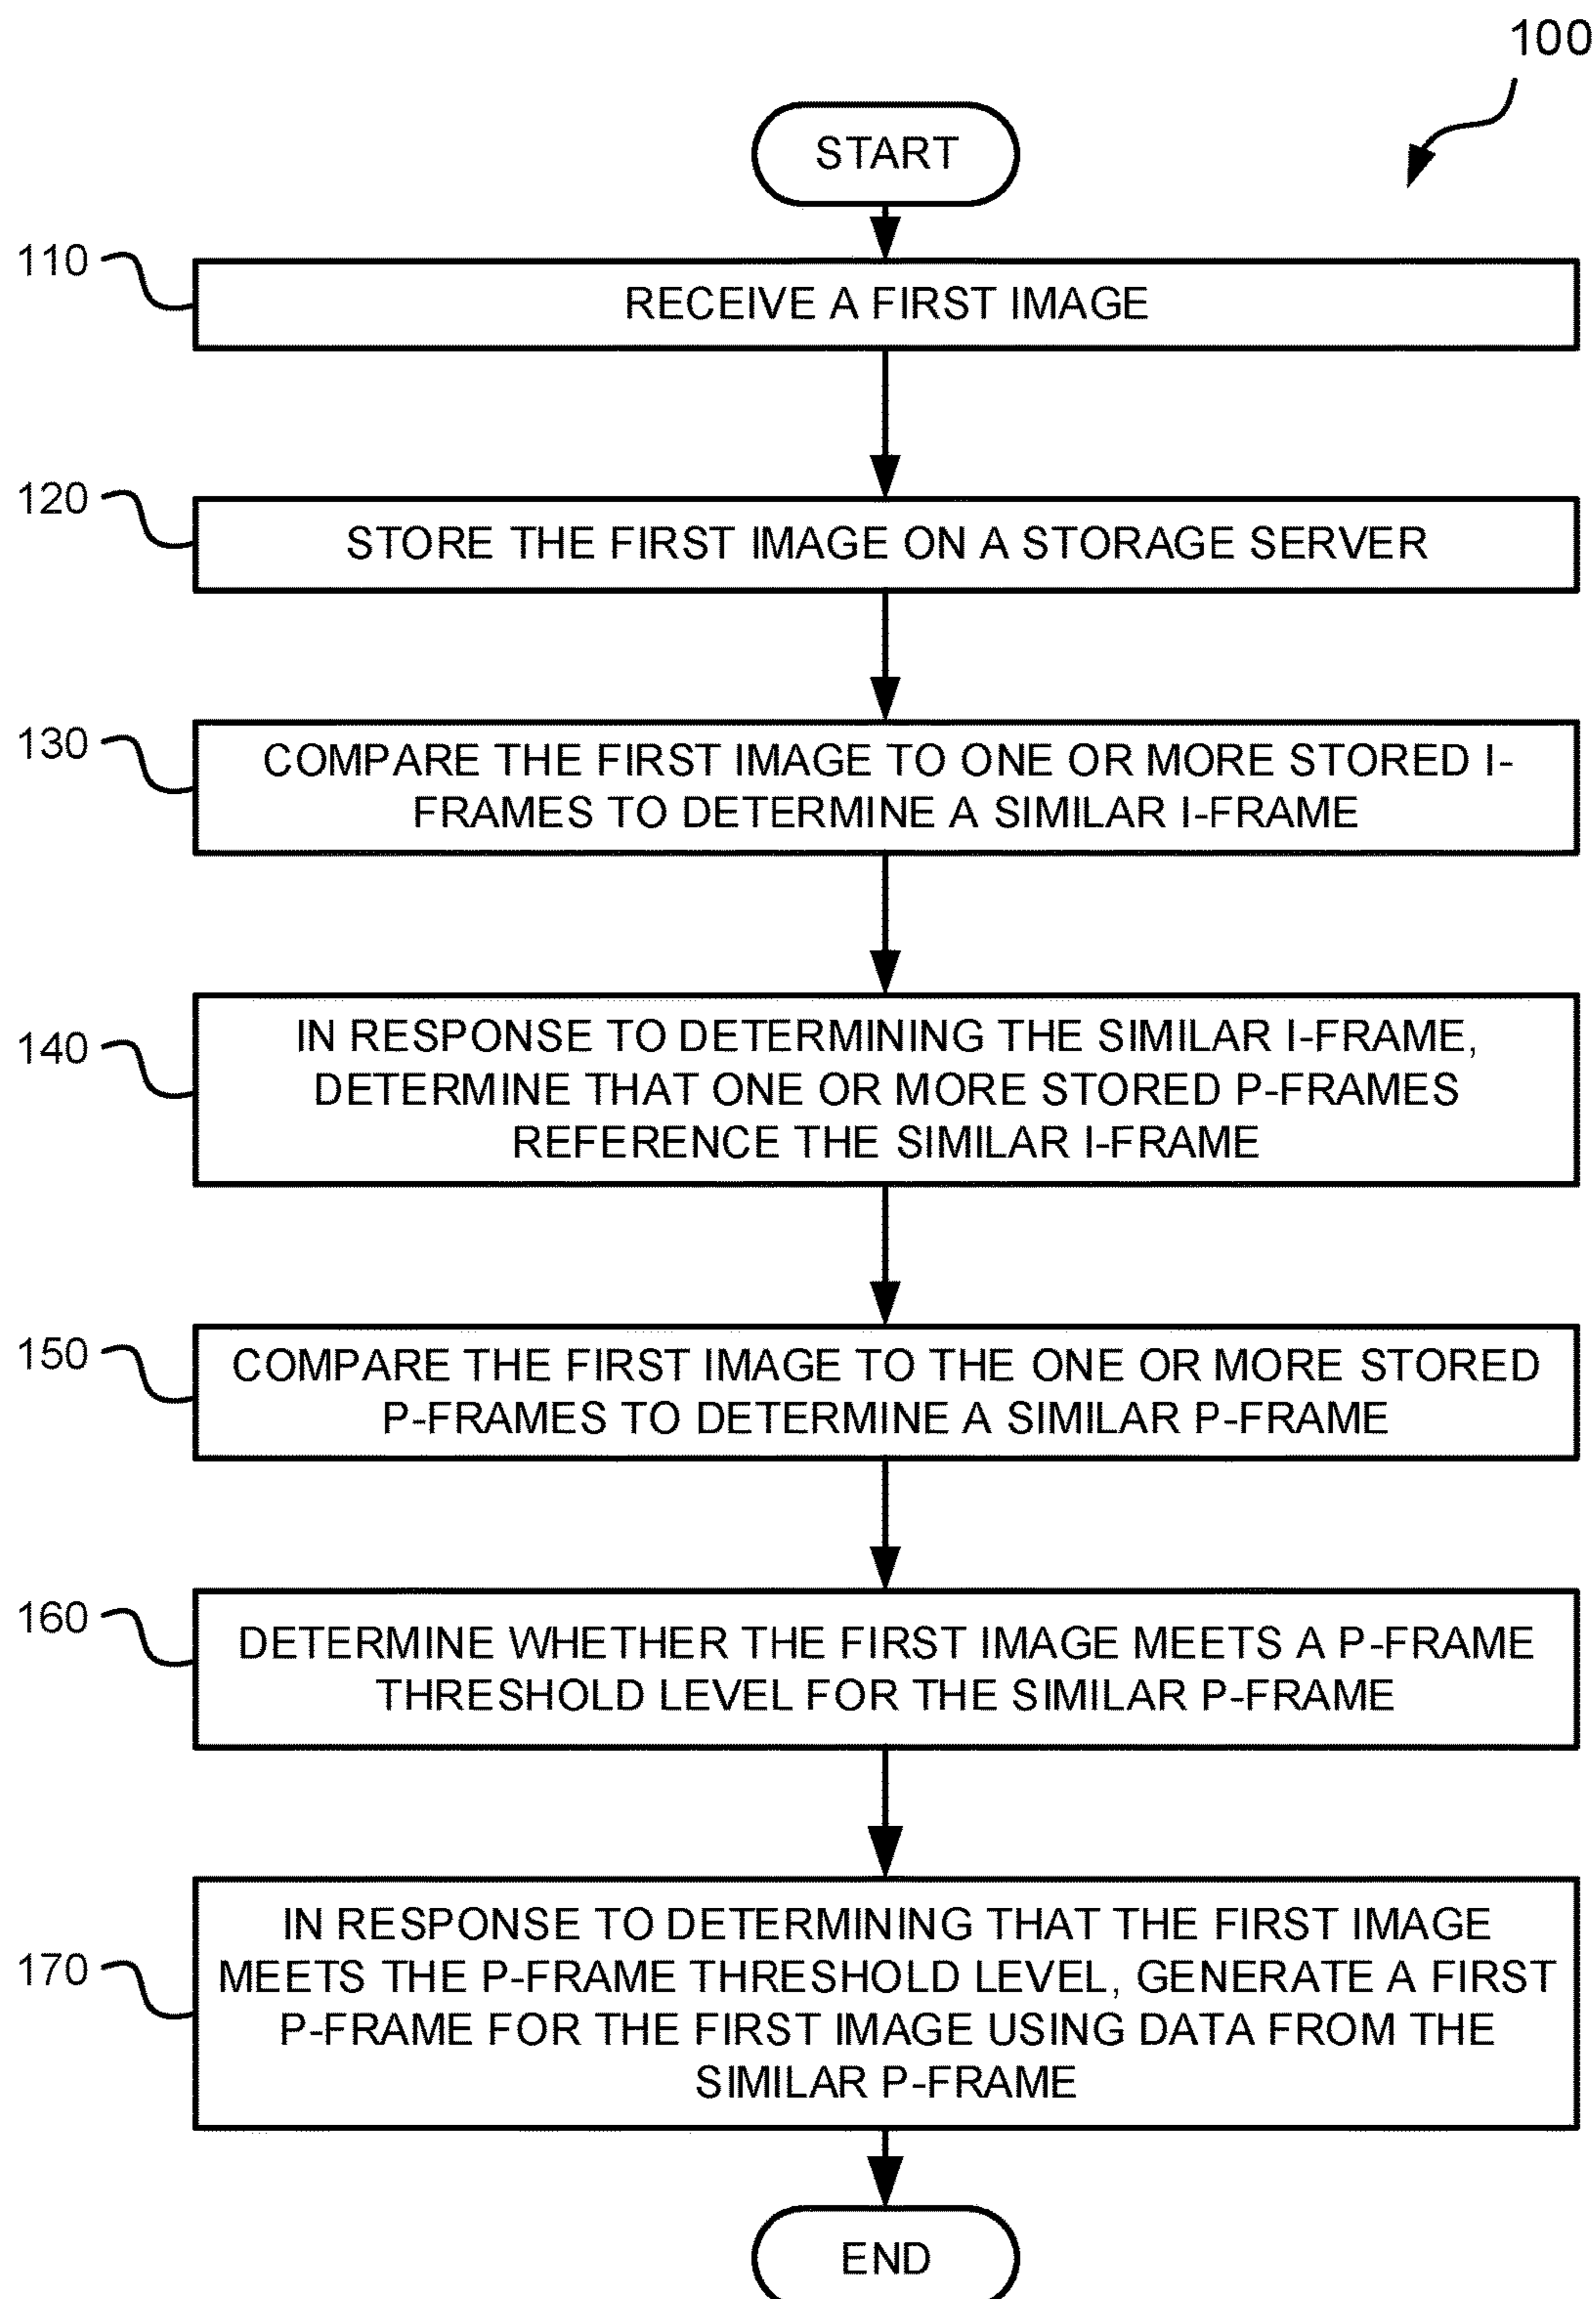 100
START
110
RECEIVE A FIRST IMAGE
120
STORE THE FIRST IMAGE ON A STORAGE SERVER
130
COMPARE THE FIRST IMAGE TO ONE OR MORE STORED I-
FRAMES TO DETERMINE A SIMILAR I-FRAME
140
IN RESPONSE TO DETERMINING THE SIMILAR I-FRAME,
DETERMINE THAT ONE OR MORE STORED P-FRAMES
REFERENCE THE SIMILAR I-FRAME
150
COMPARE THE FIRST IMAGE TO THE ONE OR MORE STORED
P-FRAMES TO DETERMINE A SIMILAR P-FRAME
160
DETERMINE WHETHER THE FIRST IMAGE MEETS A P-FRAME
THRESHOLD LEVEL FOR THE SIMILAR P-FRAME
170
IN RESPONSE TO DETERMINING THAT THE FIRST IMAGE
MEETS THE P-FRAME THRESHOLD LEVEL, GENERATE A FIRST
P-FRAME FOR THE FIRST IMAGE USING DATA FROM THE
SIMILAR P-FRAME
END